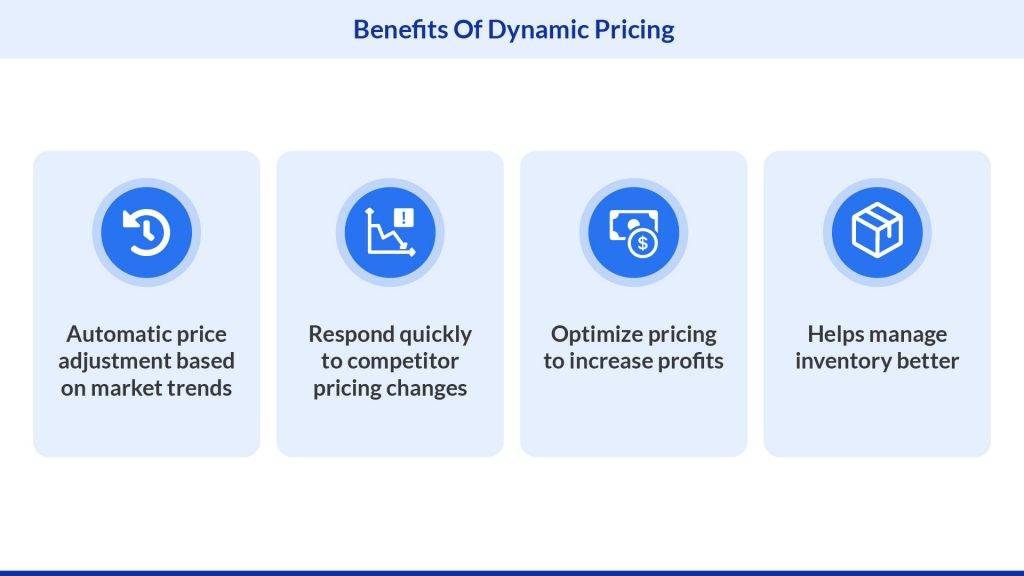 Benefits Of Dynamic Pricing
Automatic price
adjustment based
on market trends
Respond quickly
to competitor
pricing changes
Optimize pricing
to increase profits
Helps manage
inventory better